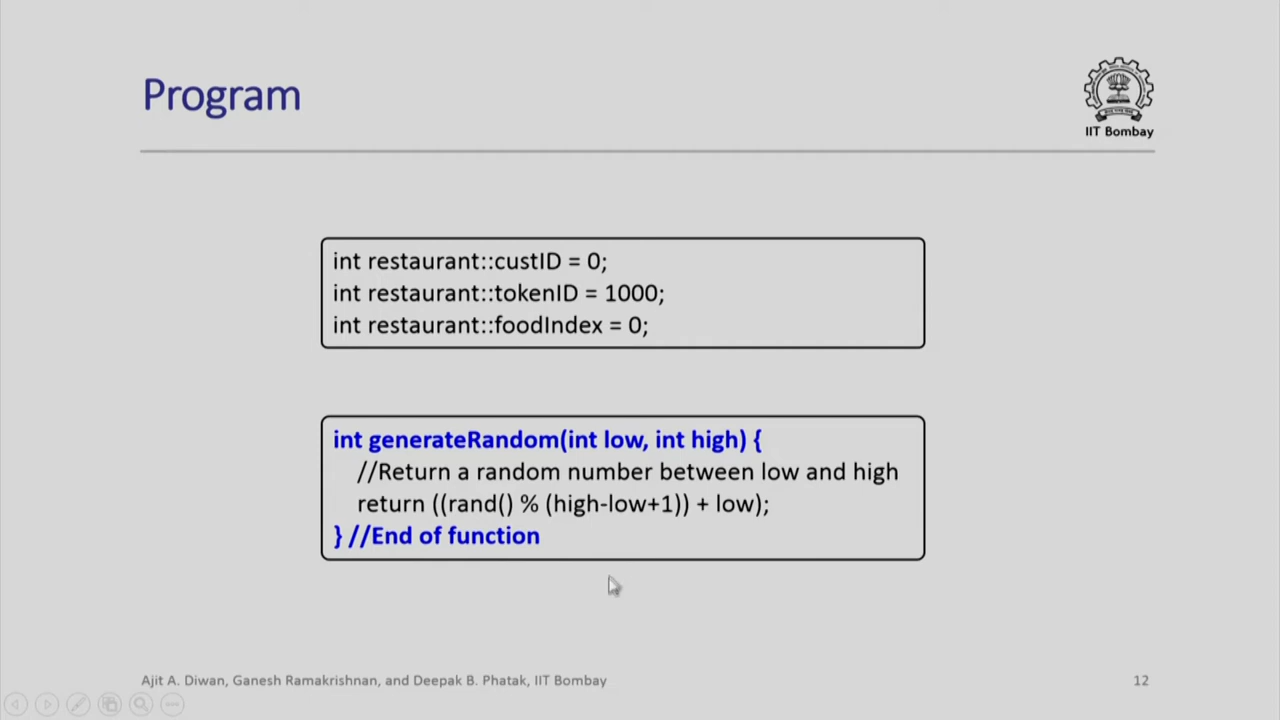 Program
IIT Bombay
int restaurant::custID = 0;
int restaurant::tokenID = 1000;
int restaurant::foodIndex = 0;
int generateRandom(int low, int high) {
//Return a random number between low and high
return ((rand() % (high-low+1)) + low);
} //End of function
Ajit A. Diwan, Ganesh Ramakrishnan, and Deepak B. Phatak, IIT Bombay
12